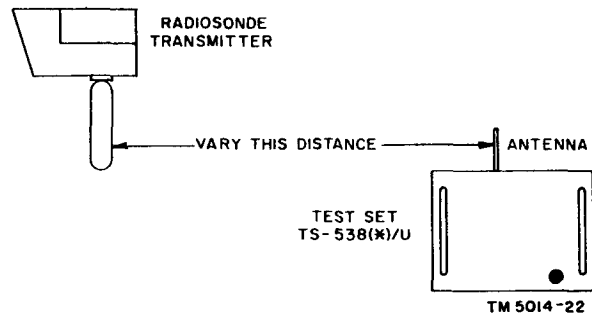 RADIOSONDE
TRANSMITTER
VARY THIS DISTANCE
ANTENNA
TEST SET
TS-538(*)/U
TM 5014-22